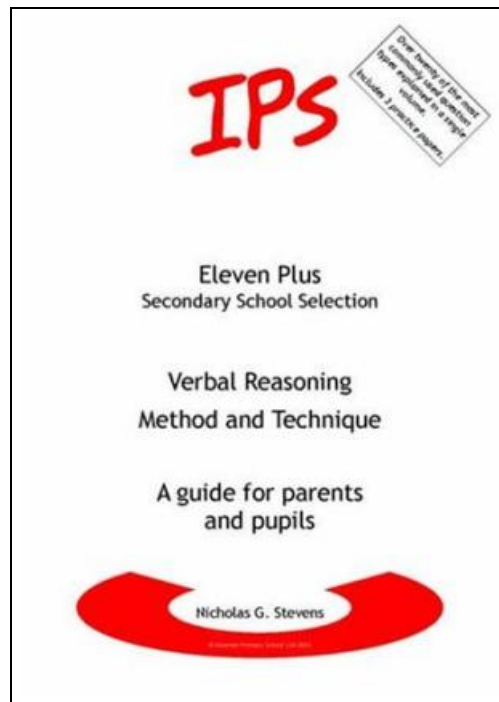 IPS
Over twenty of the most
commonly used question
types explained in a single
volume.
Includes 3 practice papers.
Eleven Plus
Secondary School Selection
Verbal Reasoning
Method and Technique
A guide for parents
and pupils
Nicholas G. Stevens